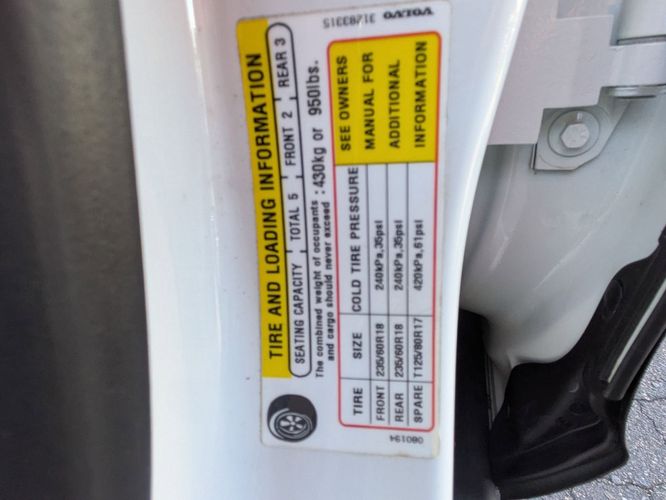 TIRE AND LOADING INFORMATION
SEATING CAPACITY TOTAL 5 FRONT 2 REAR 3
The combined weight of occupants and cargo should never exceed : 430kg or 950lbs.
TIRE SIZE COLD TIRE PRESSURE SEE OWNERS
FRONT 235/60R18 240kPa,35psi MANUAL FOR
REAR 235/60R18 240kPa,35psi ADDITIONAL
SPARE T125/80R17 420kPa,61psi INFORMATION
080194
VOLVO 31283315